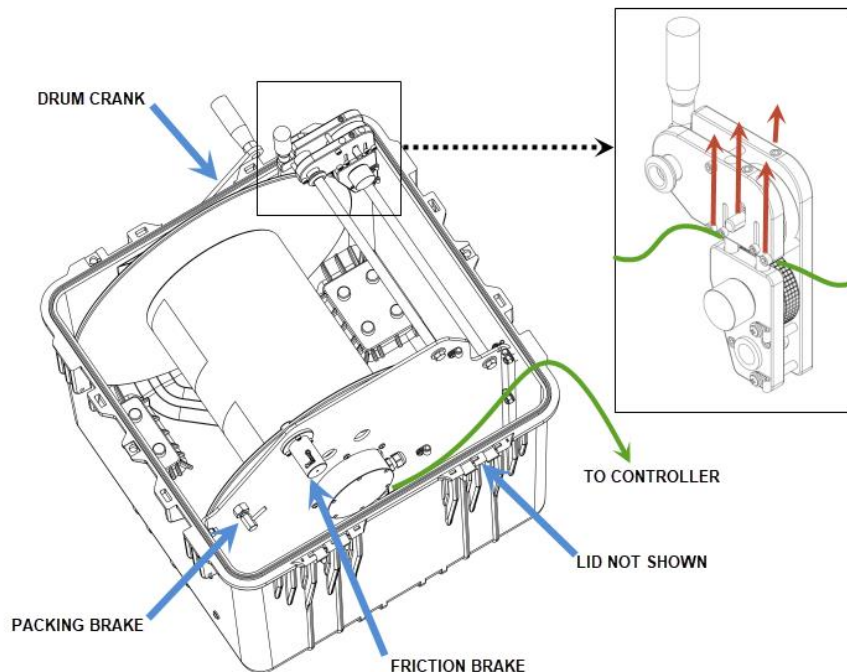 DRUM CRANK
TO CONTROLLER
LID NOT SHOWN
PACKING BRAKE
FRICTION BRAKE